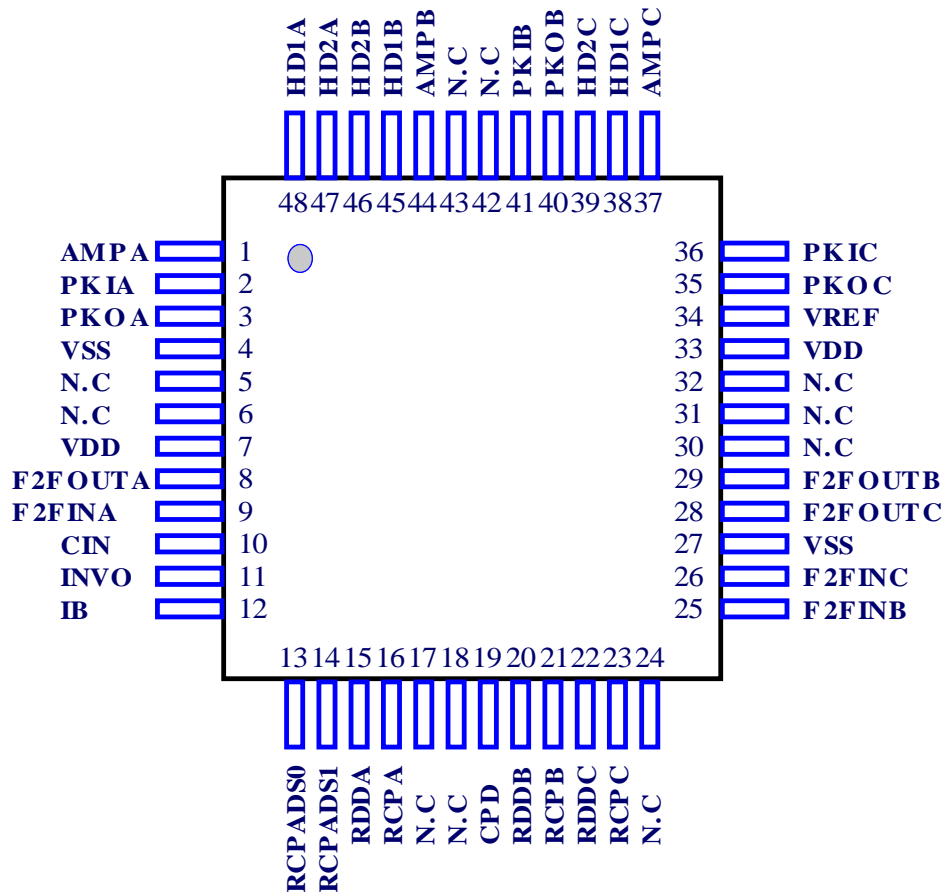 HD1A HD2A HD2B HD1B AMPB N.C N.C PKIB PKOB HD2C HD1C AMPC
48 47 46 45 44 43 42 41 40 39 38 37
AMPA 1 36 PKIC
PKIA 2 35 PKOC
PKOA 3 34 VREF
VSS 4 33 VDD
N.C 5 32 N.C
N.C 6 31 N.C
VDD 7 30 N.C
F2FOUTA 8 29 F2FOUTB
F2FINA 9 28 F2FOUTC
CIN 10 27 VSS
INVO 11 26 F2FINC
IB 12 25 F2FINB
13 14 15 16 17 18 19 20 21 22 23 24
RCPADS0 RCPADS1 RDDA RCPA N.C N.C CPD RDDB RCPB RDDC RCPC N.C